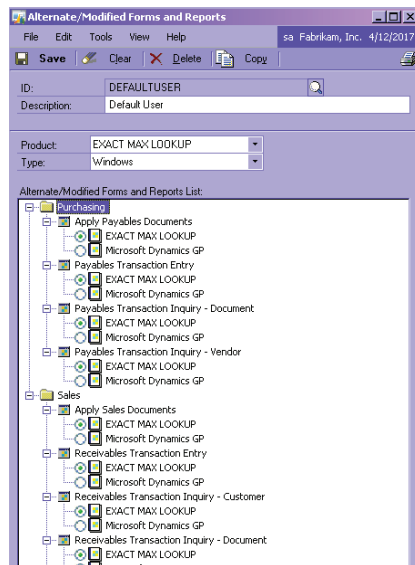 Alternate/Modified Forms and Reports
File Edit Tools View Help sa Fabrikam, Inc. 4/12/2017
Save Clear Delete Copy
ID: DEFAULTUSER
Description: Default User
Product: EXACT MAX LOOKUP
Type: Windows
Alternate/Modified Forms and Reports List:
Purchasing
Apply Payables Documents
EXACT MAX LOOKUP
Microsoft Dynamics GP
Payables Transaction Entry
EXACT MAX LOOKUP
Microsoft Dynamics GP
Payables Transaction Inquiry - Document
EXACT MAX LOOKUP
Microsoft Dynamics GP
Payables Transaction Inquiry - Vendor
EXACT MAX LOOKUP
Microsoft Dynamics GP
Sales
Apply Sales Documents
EXACT MAX LOOKUP
Microsoft Dynamics GP
Receivables Transaction Entry
EXACT MAX LOOKUP
Microsoft Dynamics GP
Receivables Transaction Inquiry - Customer
EXACT MAX LOOKUP
Microsoft Dynamics GP
Receivables Transaction Inquiry - Document
EXACT MAX LOOKUP